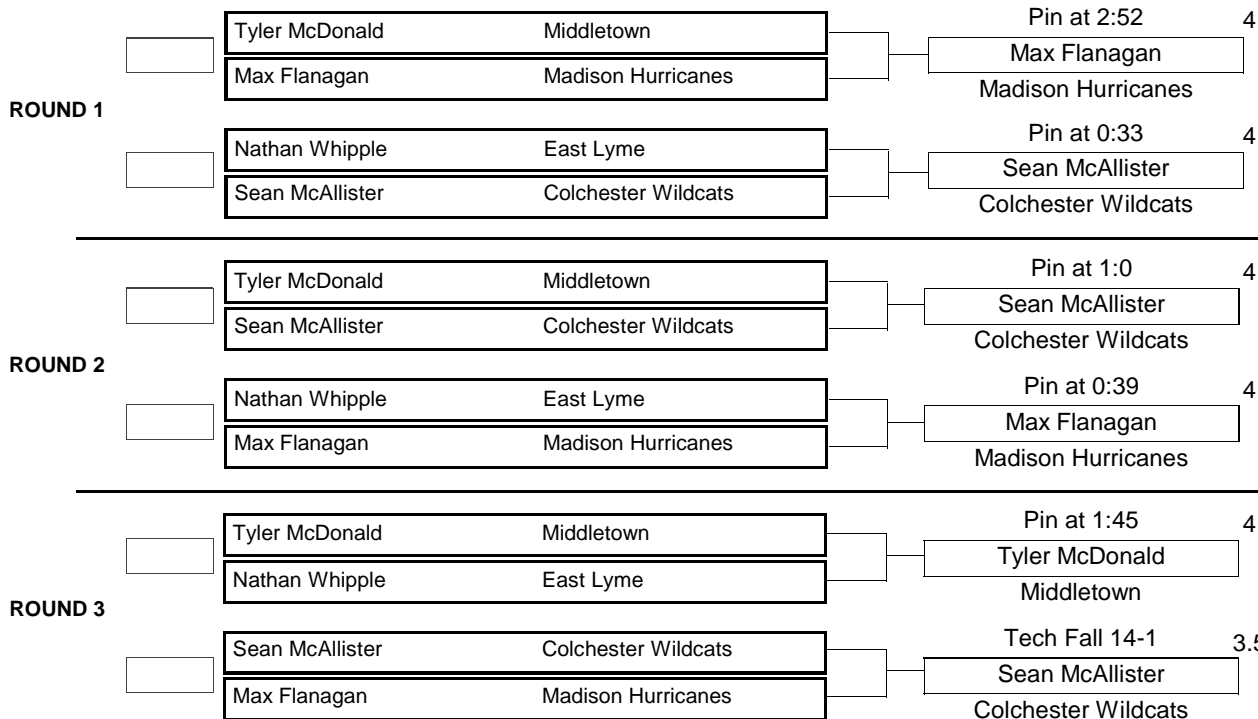 Pin at 2:52 4
Tyler McDonald Middletown
Max Flanagan
Max Flanagan Madison Hurricanes
Madison Hurricanes
ROUND 1
Pin at 0:33 4
Nathan Whipple East Lyme
Sean McAllister
Sean McAllister Colchester Wildcats
Colchester Wildcats
Pin at 1:0 4
Tyler McDonald Middletown
Sean McAllister
Sean McAllister Colchester Wildcats
Colchester Wildcats
ROUND 2
Pin at 0:39 4
Nathan Whipple East Lyme
Max Flanagan
Max Flanagan Madison Hurricanes
Madison Hurricanes
Pin at 1:45 4
Tyler McDonald Middletown
Tyler McDonald
Nathan Whipple East Lyme
Middletown
ROUND 3
Tech Fall 14-1 3.5
Sean McAllister Colchester Wildcats
Sean McAllister
Max Flanagan Madison Hurricanes
Colchester Wildcats